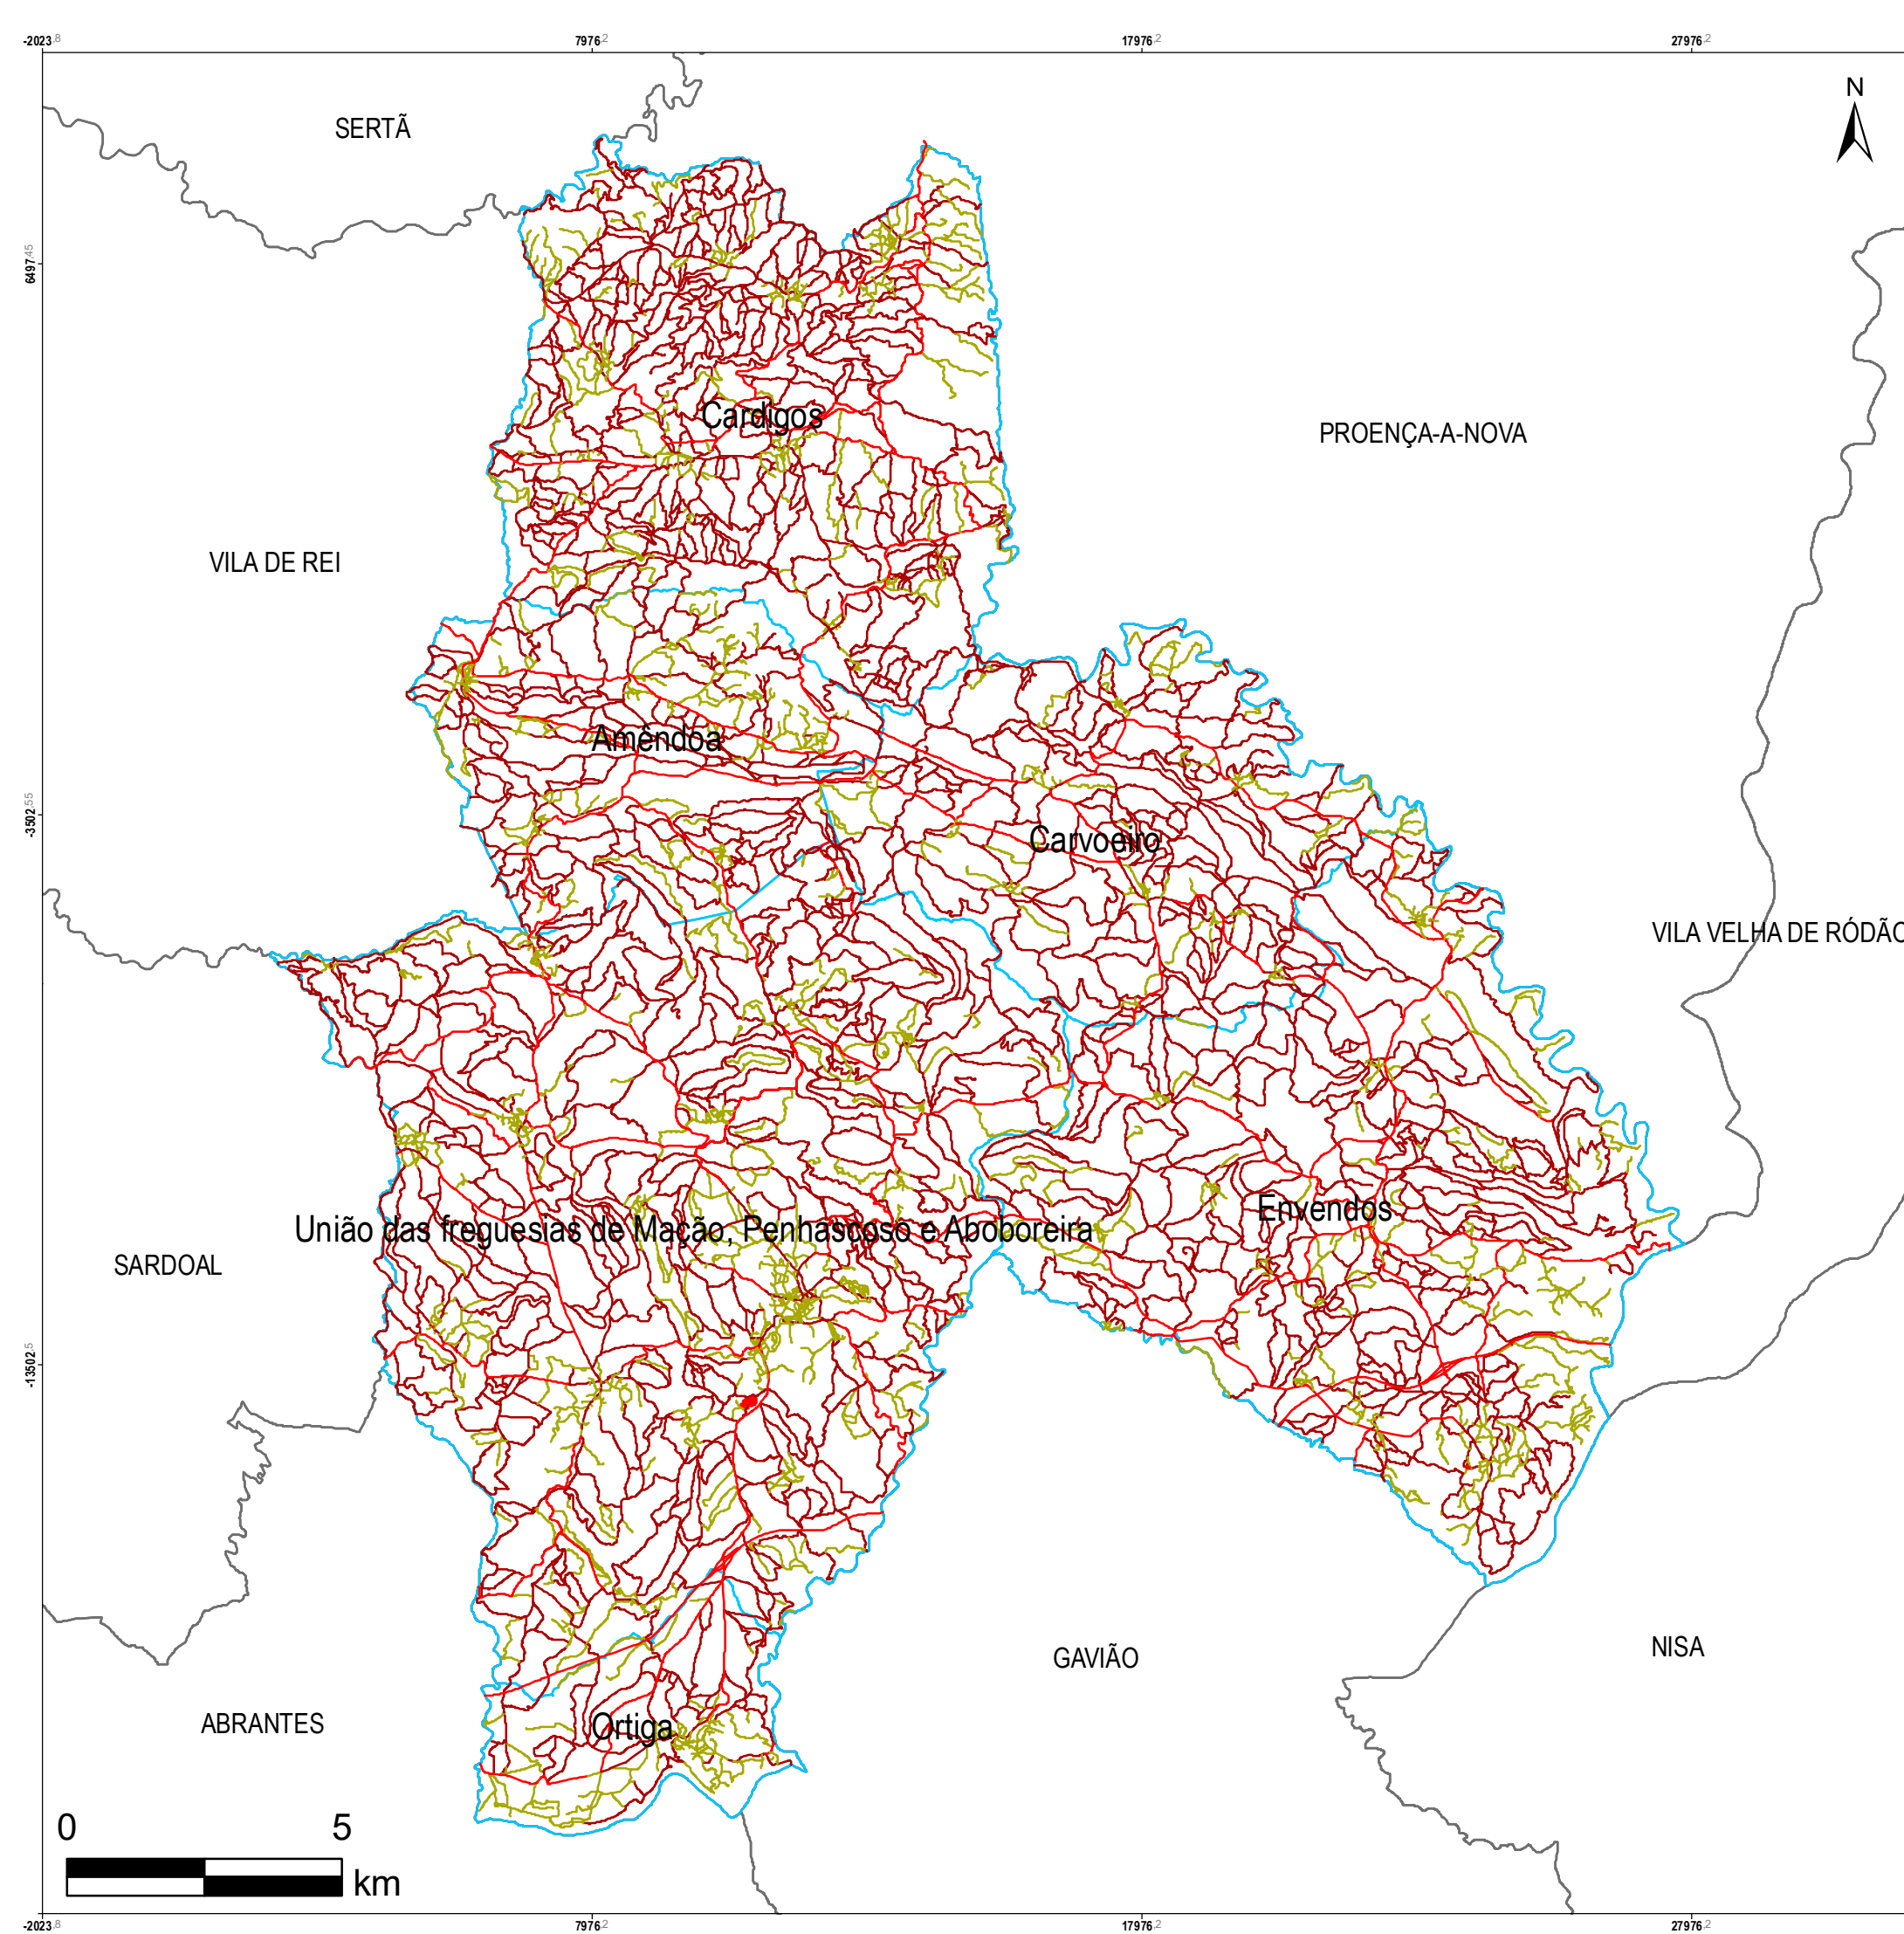 -2023,8 7976,2 17976,2 27976,2
N
SERTÃ
6497,45
Cardigos
PROENÇA-A-NOVA
VILA DE REI
Amêndoa
-3502,55
Carvoeiro
VILA VELHA DE RÓDÃO
Envendos
União das freguesias de Mação, Penhascoso e Aboboreira
SARDOAL
-13502,5
NISA
GAVIÃO
ABRANTES
Ortiga
0 5
km
-2023,8 7976,2 17976,2 27976,2